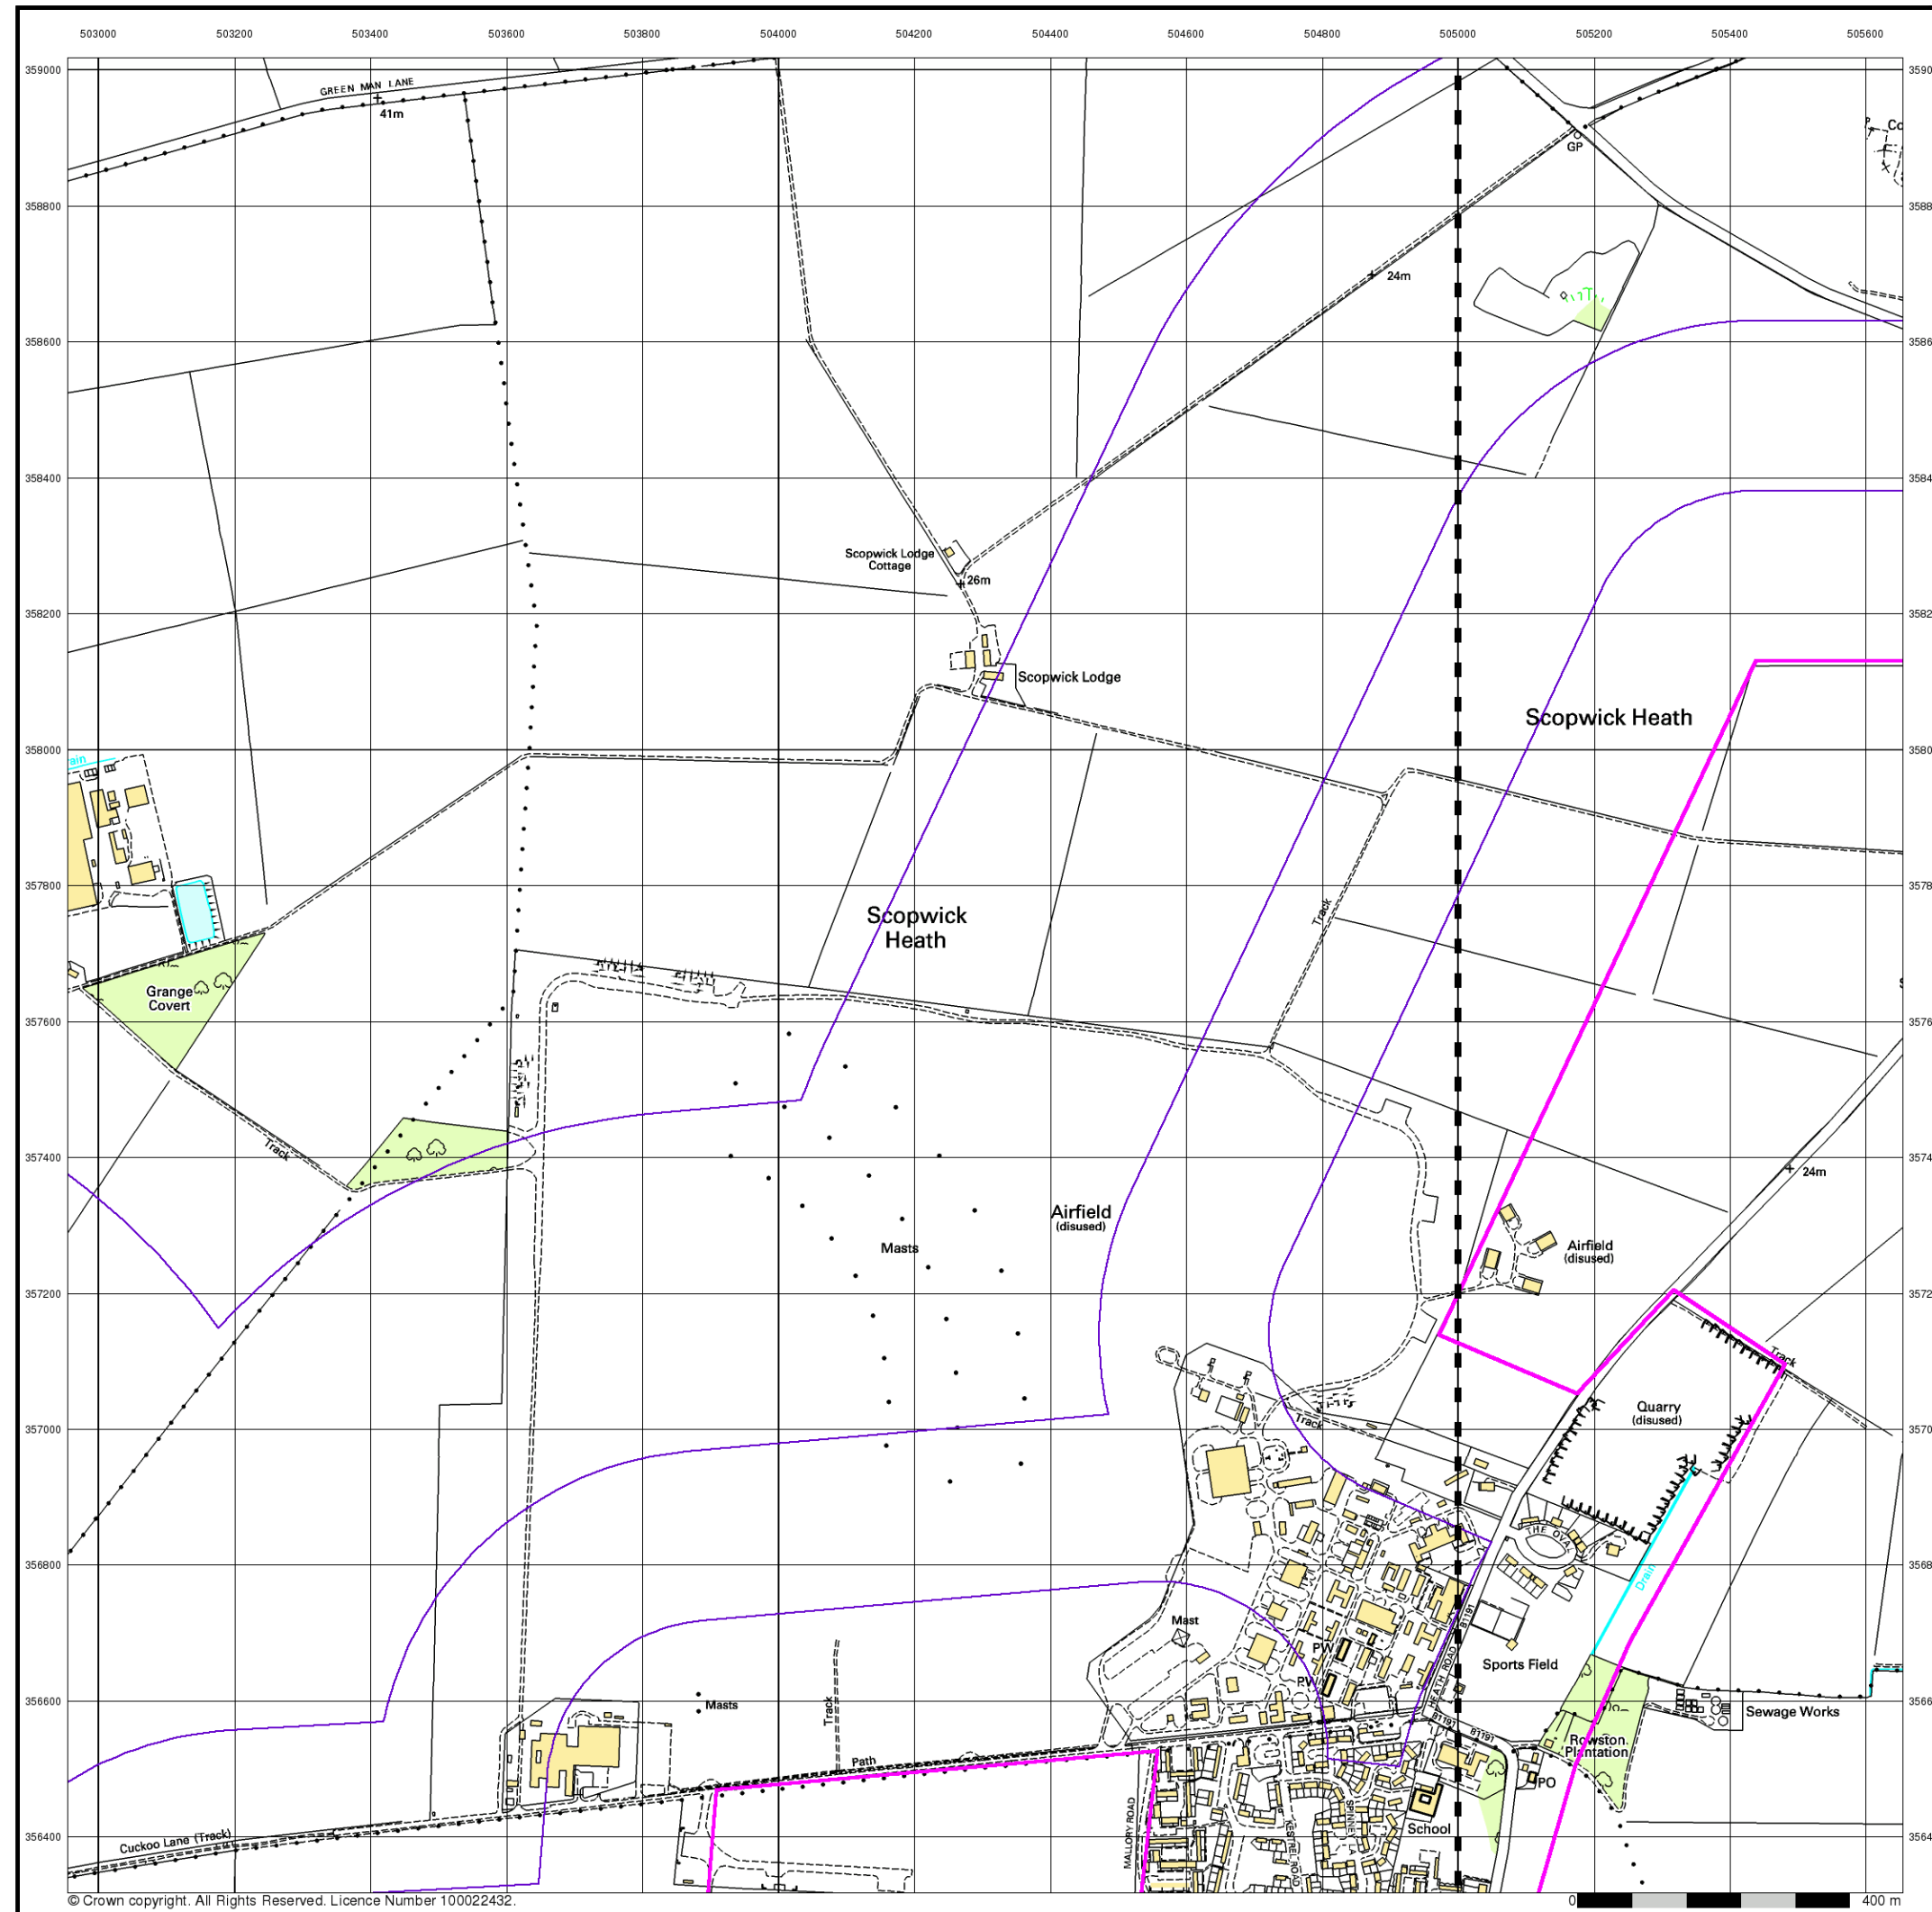 503000 503200 503400 503600 503800 504000 504200 504400 504600 504800 505000 505200 505400 505600
359000
GREEN MAN LANE
41m
GP
358800
24m
358600
358400
Scopwick Lodge
Cottage
26m
358200
Scopwick Lodge
Scopwick Heath
358000
357800
Track
Scopwick
Heath
Grange
Covert
357600
Track
357400
24m
Airfield
(disused)
Masts
Airfield
(disused)
357200
Track
Quarry
(disused)
Track
357000
THE OVAL
356800
Drain
Mast
B1191
PW
PW
HEATH ROAD
Sports Field
356600
Masts
Track
Sewage Works
B1191
B1191
Rowston
Plantation
Path
PO
School
MALLORY ROAD
KESTREL ROAD
SPINNEY LA
356400
Cuckoo Lane (Track)
© Crown copyright. All Rights Reserved. Licence Number 100022432.
0 400 m